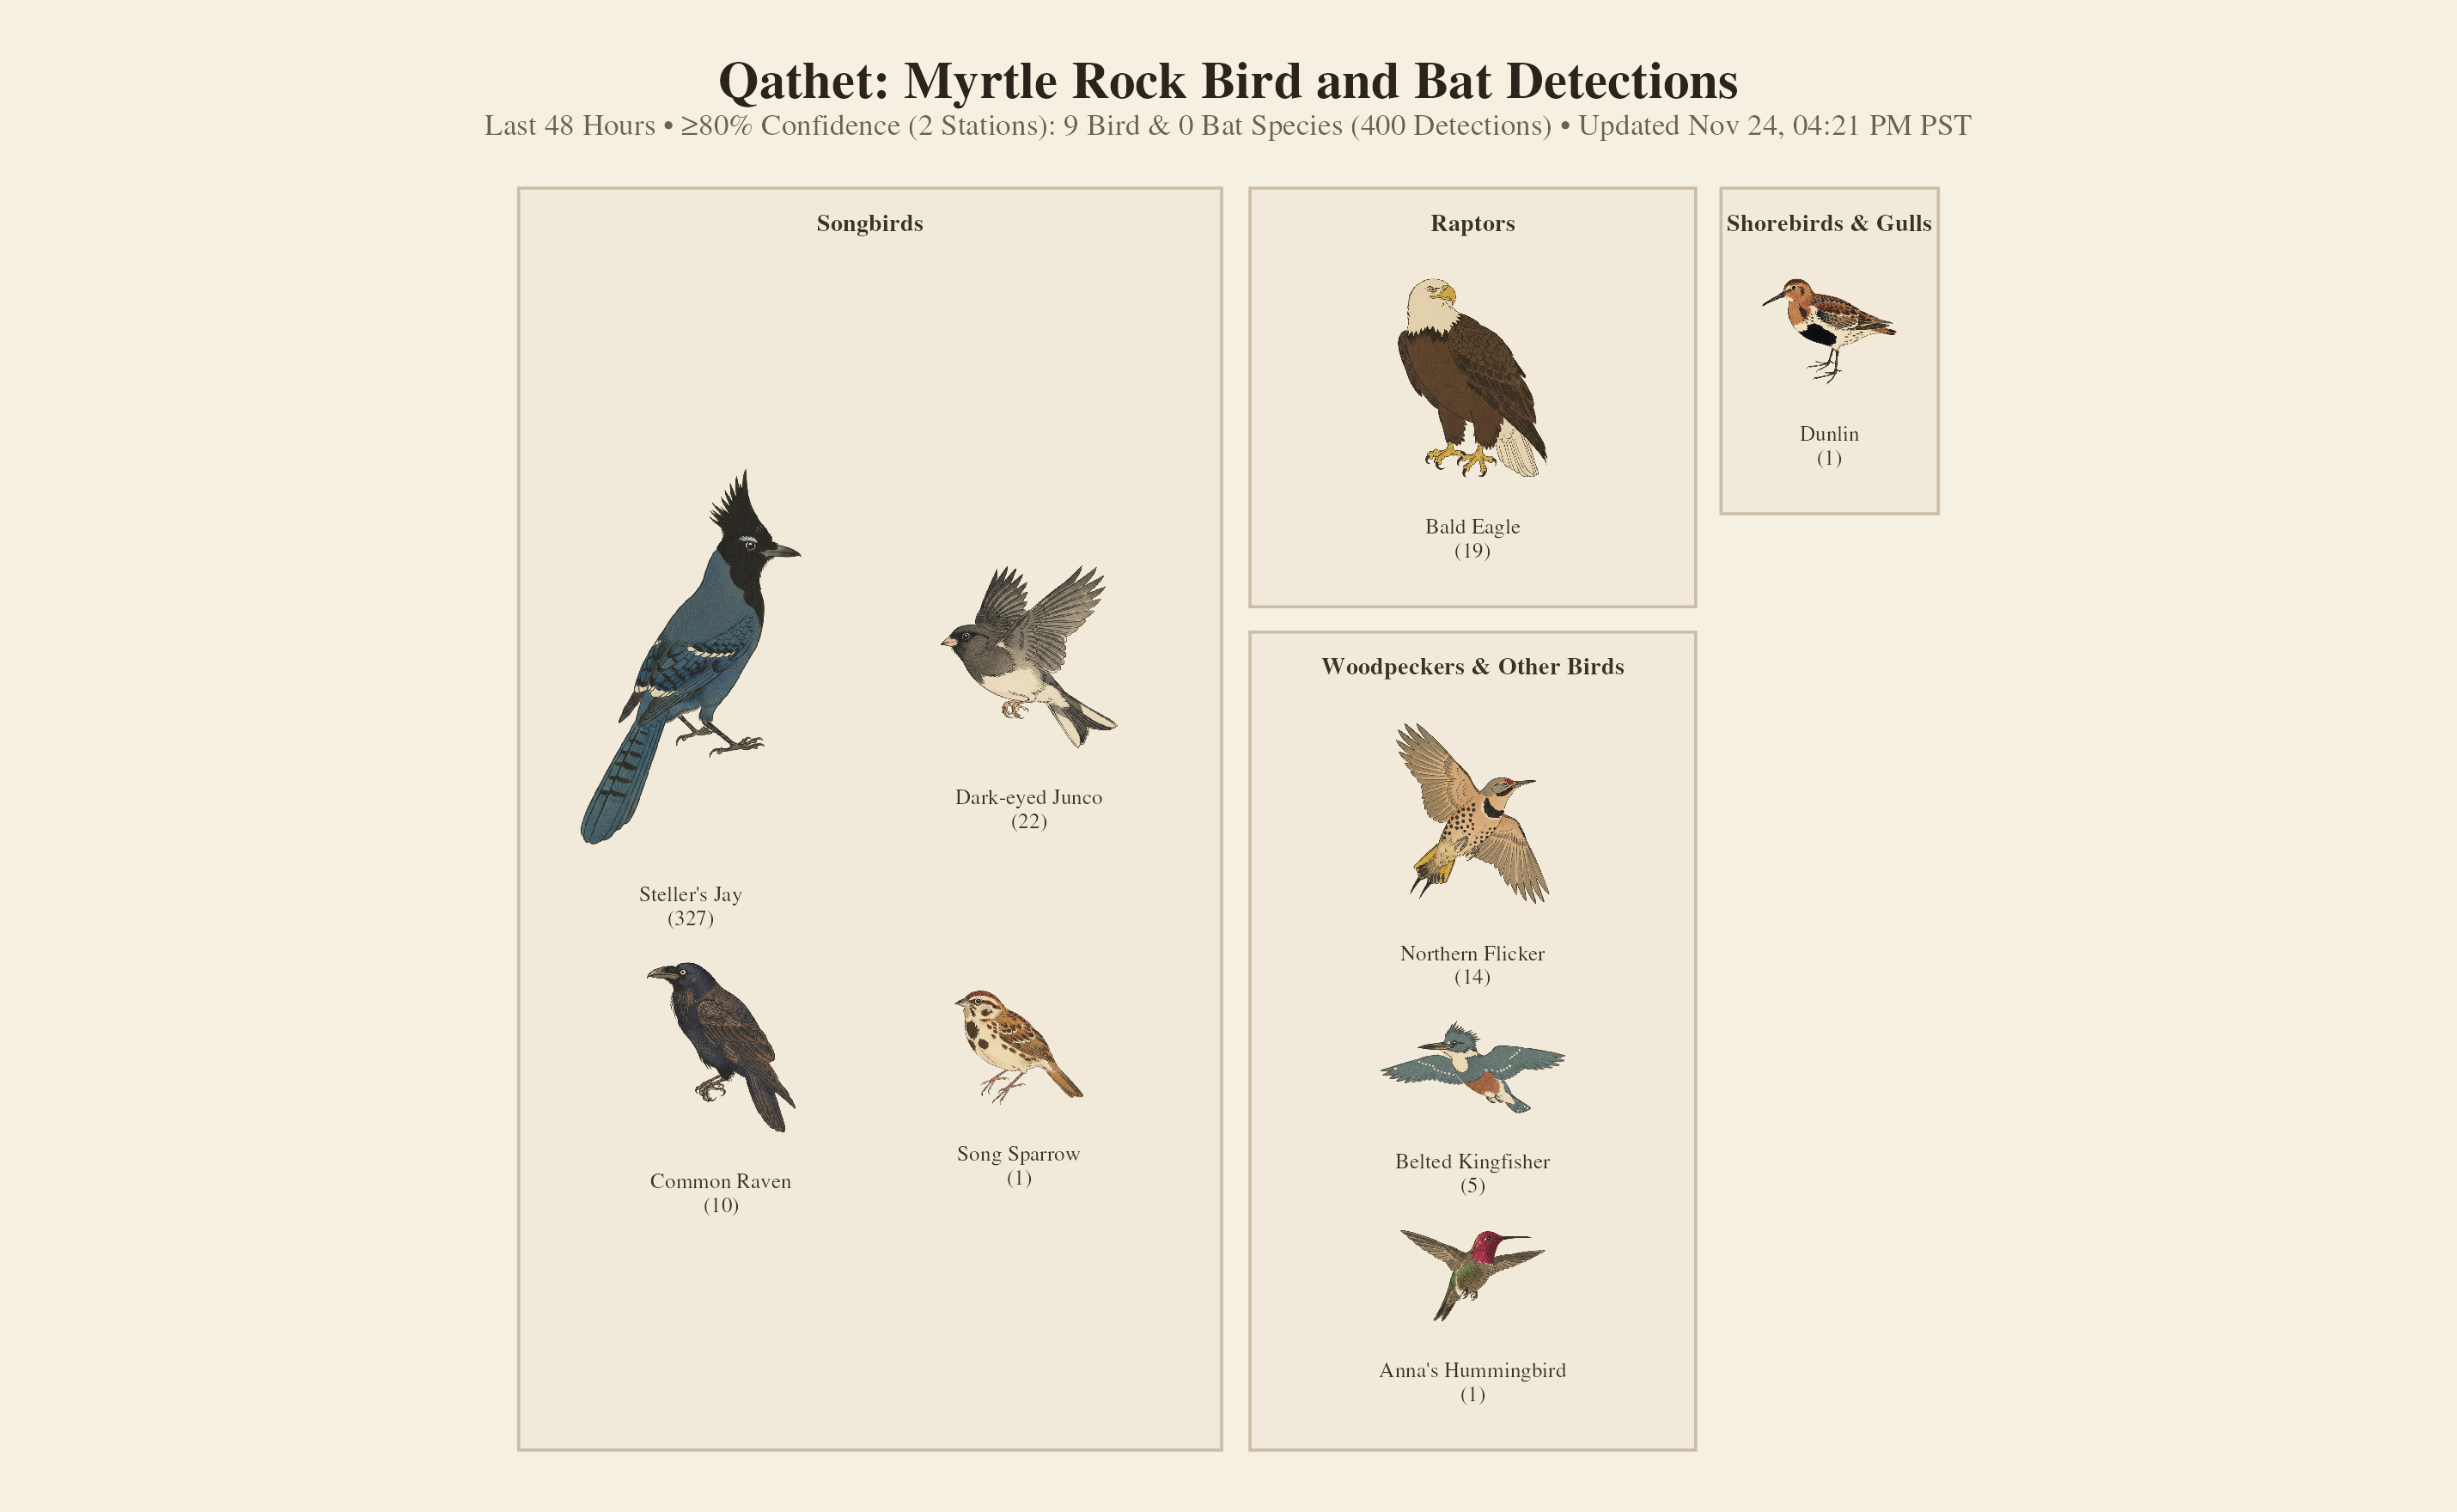 Qathet: Myrtle Rock Bird and Bat Detections
Last 48 Hours • ≥80% Confidence (2 Stations): 9 Bird & 0 Bat Species (400 Detections) • Updated Nov 24, 04:21 PM PST
Songbirds
Steller's Jay
(327)
Dark-eyed Junco
(22)
Common Raven
(10)
Song Sparrow
(1)
Raptors
Bald Eagle
(19)
Woodpeckers & Other Birds
Northern Flicker
(14)
Belted Kingfisher
(5)
Anna's Hummingbird
(1)
Shorebirds & Gulls
Dunlin
(1)